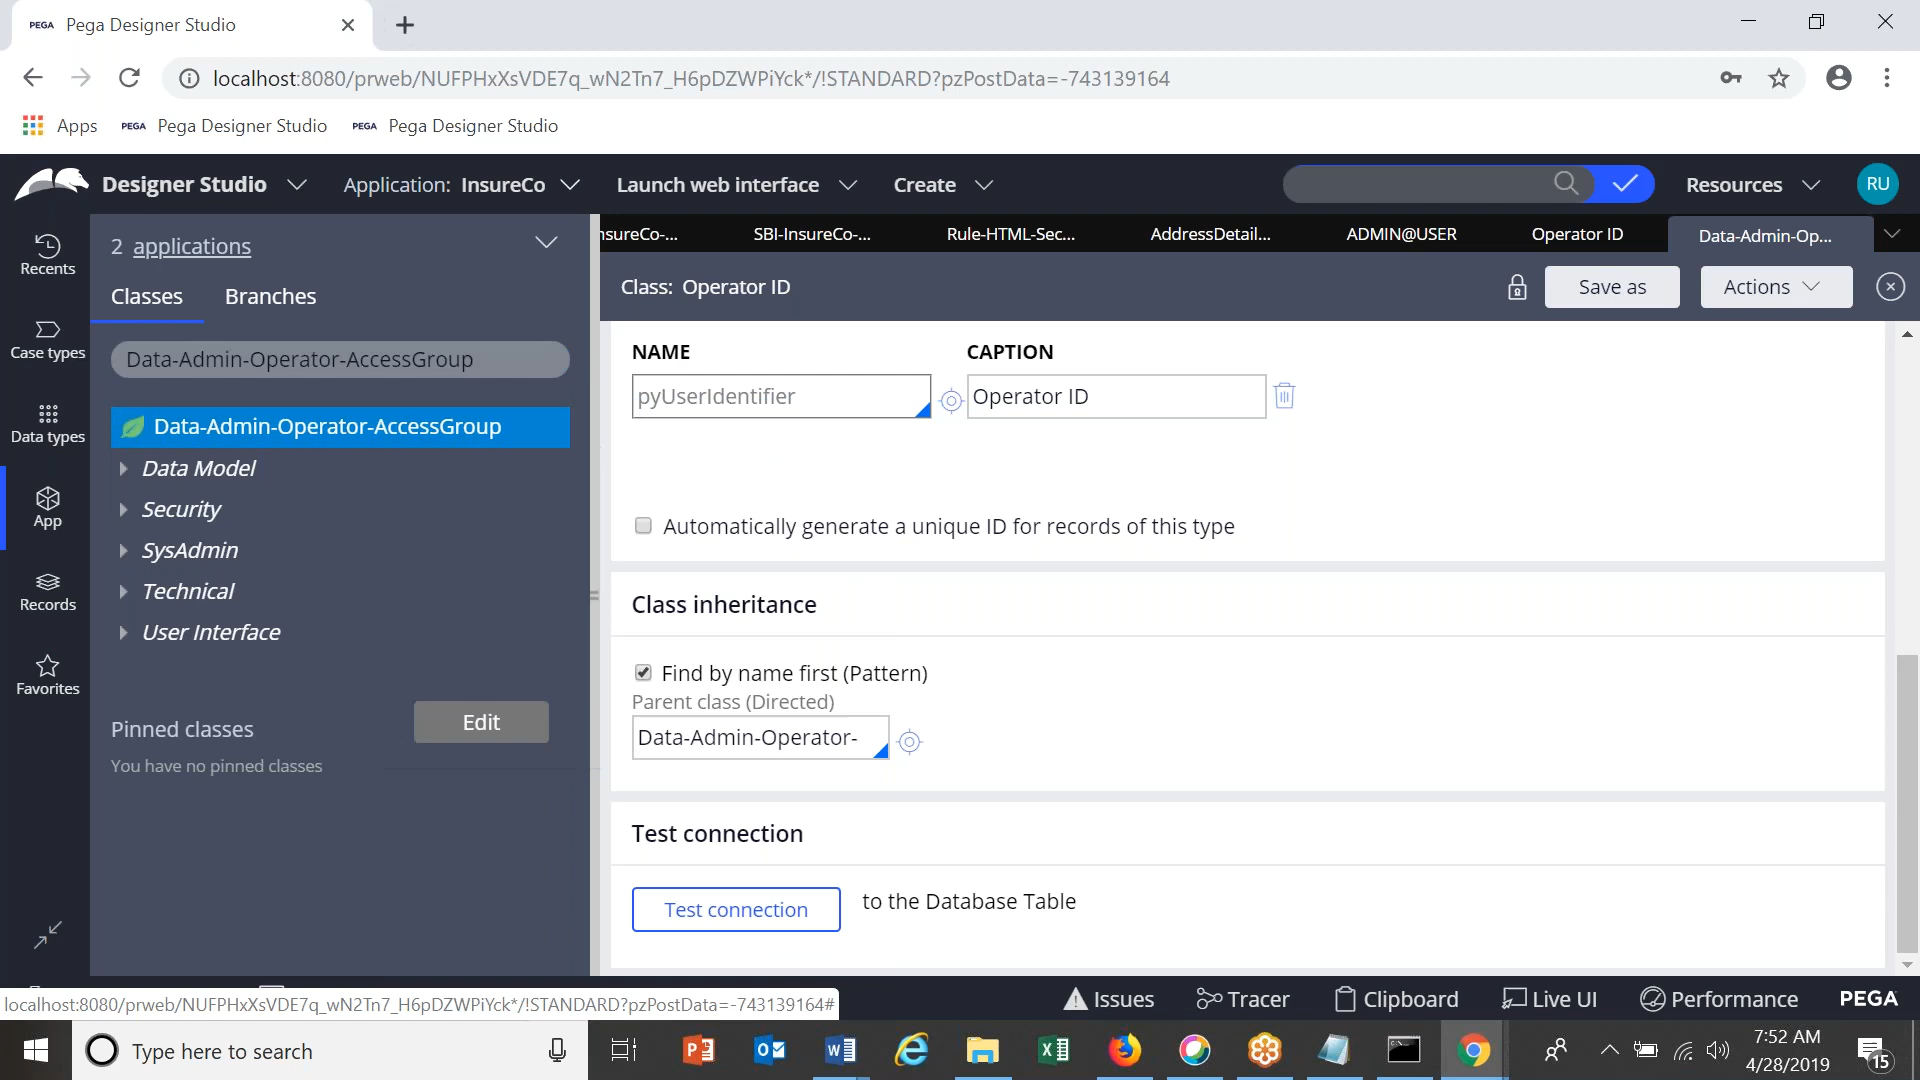 PEGA Pega Designer Studio
localhost:8080/prweb/NUFPHxXsVDE7q_wN2Tn7_H6pDZWPiYck*/!STANDARD?pzPostData=-743139164
Apps PEGA Pega Designer Studio PEGA Pega Designer Studio
Designer Studio Application: InsureCo Launch web interface Create Resources RU
2 applications
nsureCo-... SBI-InsureCo-... Rule-HTML-Sec... AddressDetail... ADMIN@USER Operator ID Data-Admin-Op...
Recents
Classes Branches
Class: Operator ID Save as Actions
Case types
Data-Admin-Operator-AccessGroup
NAME CAPTION
pyUserIdentifier Operator ID
Data types
Data-Admin-Operator-AccessGroup
Data Model
App
Security
Automatically generate a unique ID for records of this type
SysAdmin
Records
Technical
Class inheritance
User Interface
Favorites
Find by name first (Pattern)
Parent class (Directed)
Data-Admin-Operator-
Pinned classes Edit
You have no pinned classes
Test connection
Test connection to the Database Table
localhost:8080/prweb/NUFPHxXsVDE7q_wN2Tn7_H6pDZWPiYck*/!STANDARD?pzPostData=-743139164#
Issues Tracer Clipboard Live UI Performance PEGA
Type here to search
7:52 AM
4/28/2019
15